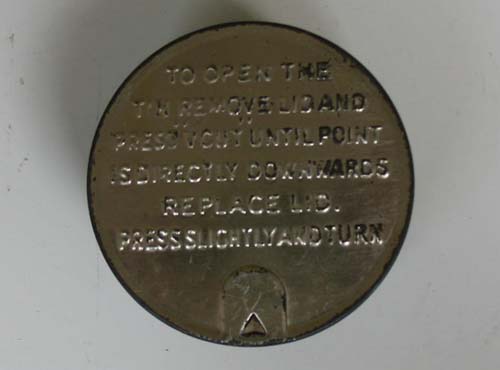 TO OPEN THE
TIN REMOVE LID AND
PRESS UNTIL POINT
IS DIRECTLY DOWNWARDS
REPLACE LID.
PRESS SLIGHTLY AND TURN